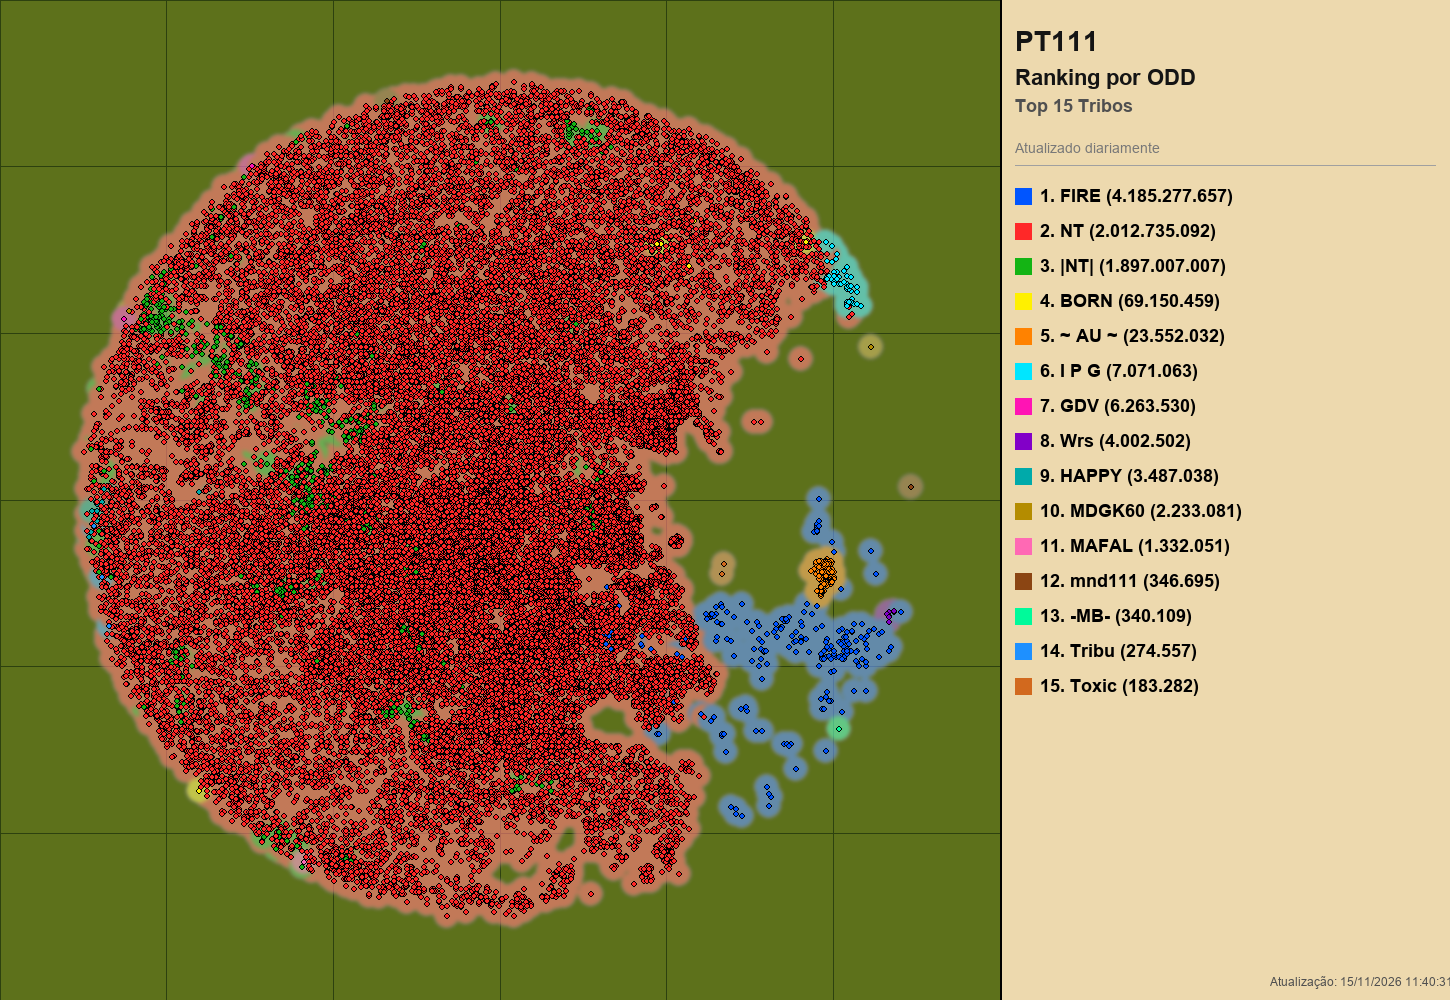 PT111
Ranking por ODD
Top 15 Tribos
Atualizado diariamente
1. FIRE (4.185.277.657)
2. NT (2.012.735.092)
3. |NT| (1.897.007.007)
4. BORN (69.150.459)
5. ~ AU ~ (23.552.032)
6. I P G (7.071.063)
7. GDV (6.263.530)
8. Wrs (4.002.502)
9. HAPPY (3.487.038)
10. MDGK60 (2.233.081)
11. MAFAL (1.332.051)
12. mnd111 (346.695)
13. -MB- (340.109)
14. Tribu (274.557)
15. Toxic (183.282)
Atualização: 15/11/2026 11:40:31